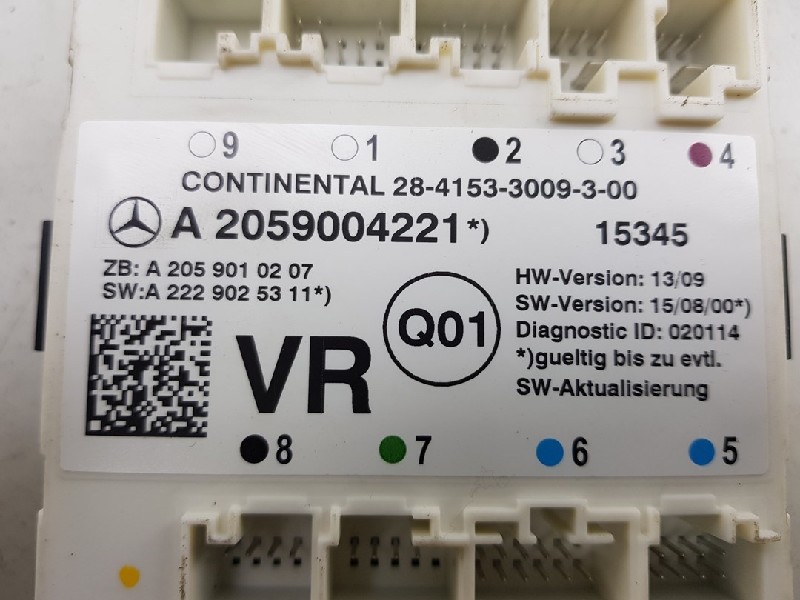 9 1 2 3 4
CONTINENTAL 28-4153-3009-3-00
A 2059004221*) 15345
ZB: A 205 901 02 07
SW:A 222 902 53 11*)
VR
Q01
HW-Version: 13/09
SW-Version: 15/08/00*)
Diagnostic ID: 020114
*)gueltig bis zu evtl.
SW-Aktualisierung
8 7 6 5